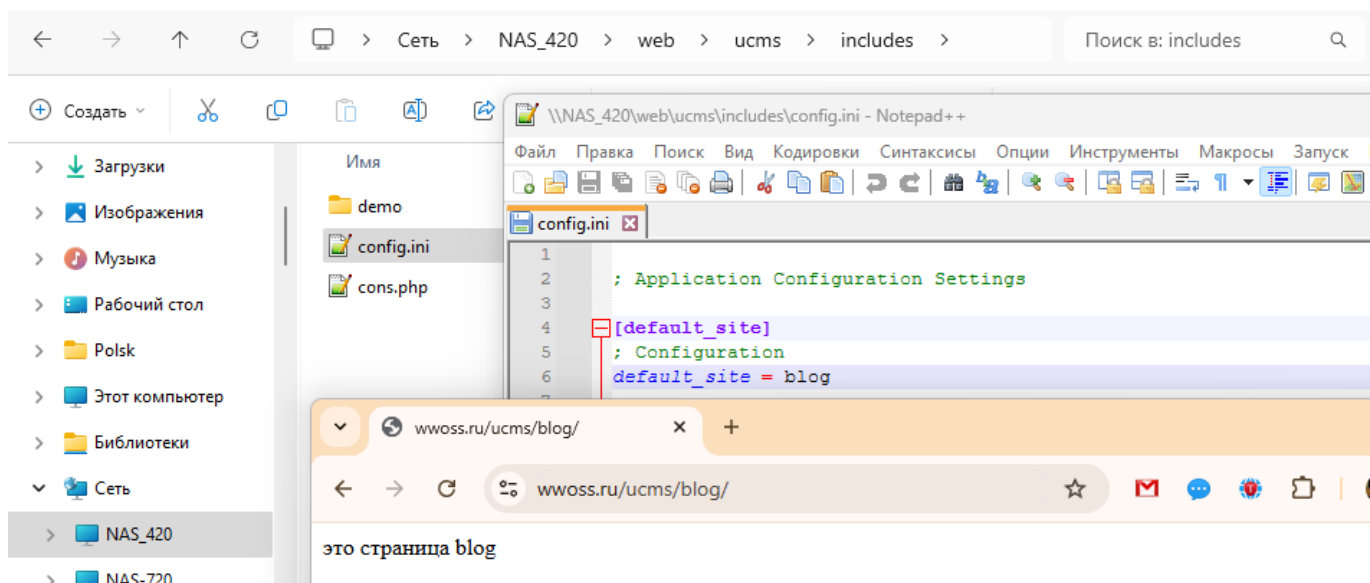 Сеть > NAS_420 > web > ucms > includes >
Поиск в: includes
Создать
\\NAS_420\web\ucms\includes\config.ini - Notepad++
Файл Правка Поиск Вид Кодировки Синтаксисы Опции Инструменты Макросы Запуск
Загрузки
Изображения
Музыка
Рабочий стол
Polsk
Этот компьютер
Библиотеки
Сеть
NAS_420
NAS-720
Имя
demo
config.ini
cons.php
config.ini
1
2 ; Application Configuration Settings
3
4 [default_site]
5 ; Configuration
6 default_site = blog
wwoss.ru/ucms/blog/
wwoss.ru/ucms/blog/
это страница blog